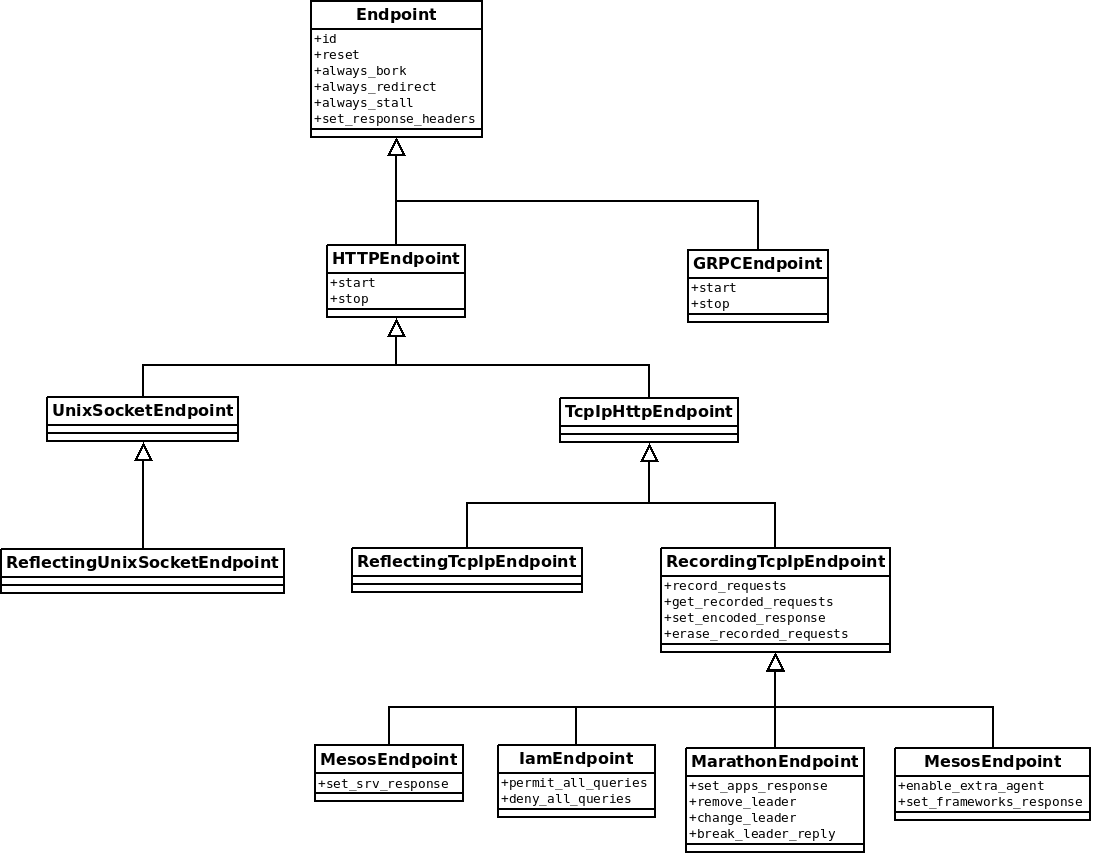 Endpoint
+id
+reset
+always_bork
+always_redirect
+always_stall
+set_response_headers
HTTPEndpoint
+start
+stop
GRPCEndpoint
+start
+stop
UnixSocketEndpoint
TcpIpHttpEndpoint
ReflectingUnixSocketEndpoint
ReflectingTcpIpEndpoint
RecordingTcpIpEndpoint
+record_requests
+get_recorded_requests
+set_encoded_response
+erase_recorded_requests
MesosEndpoint
+set_srv_response
IamEndpoint
+permit_all_queries
+deny_all_queries
MarathonEndpoint
+set_apps_response
+remove_leader
+change_leader
+break_leader_reply
MesosEndpoint
+enable_extra_agent
+set_frameworks_response